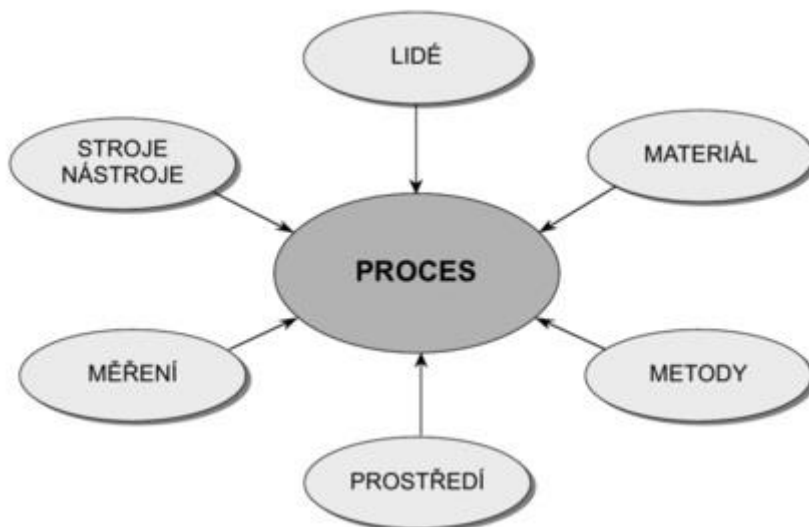 LIDÉ
STROJE
NÁSTROJE
MATERIÁL
PROCES
MĚŘENÍ
METODY
PROSTŘEDÍ